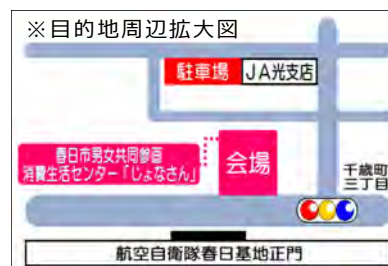 ※目的地周辺拡大図
駐車場 JA光支店
春日市男女共同参画
消費生活センター「じょなさん」
会場
千歳町
三丁目
航空自衛隊春日基地正門